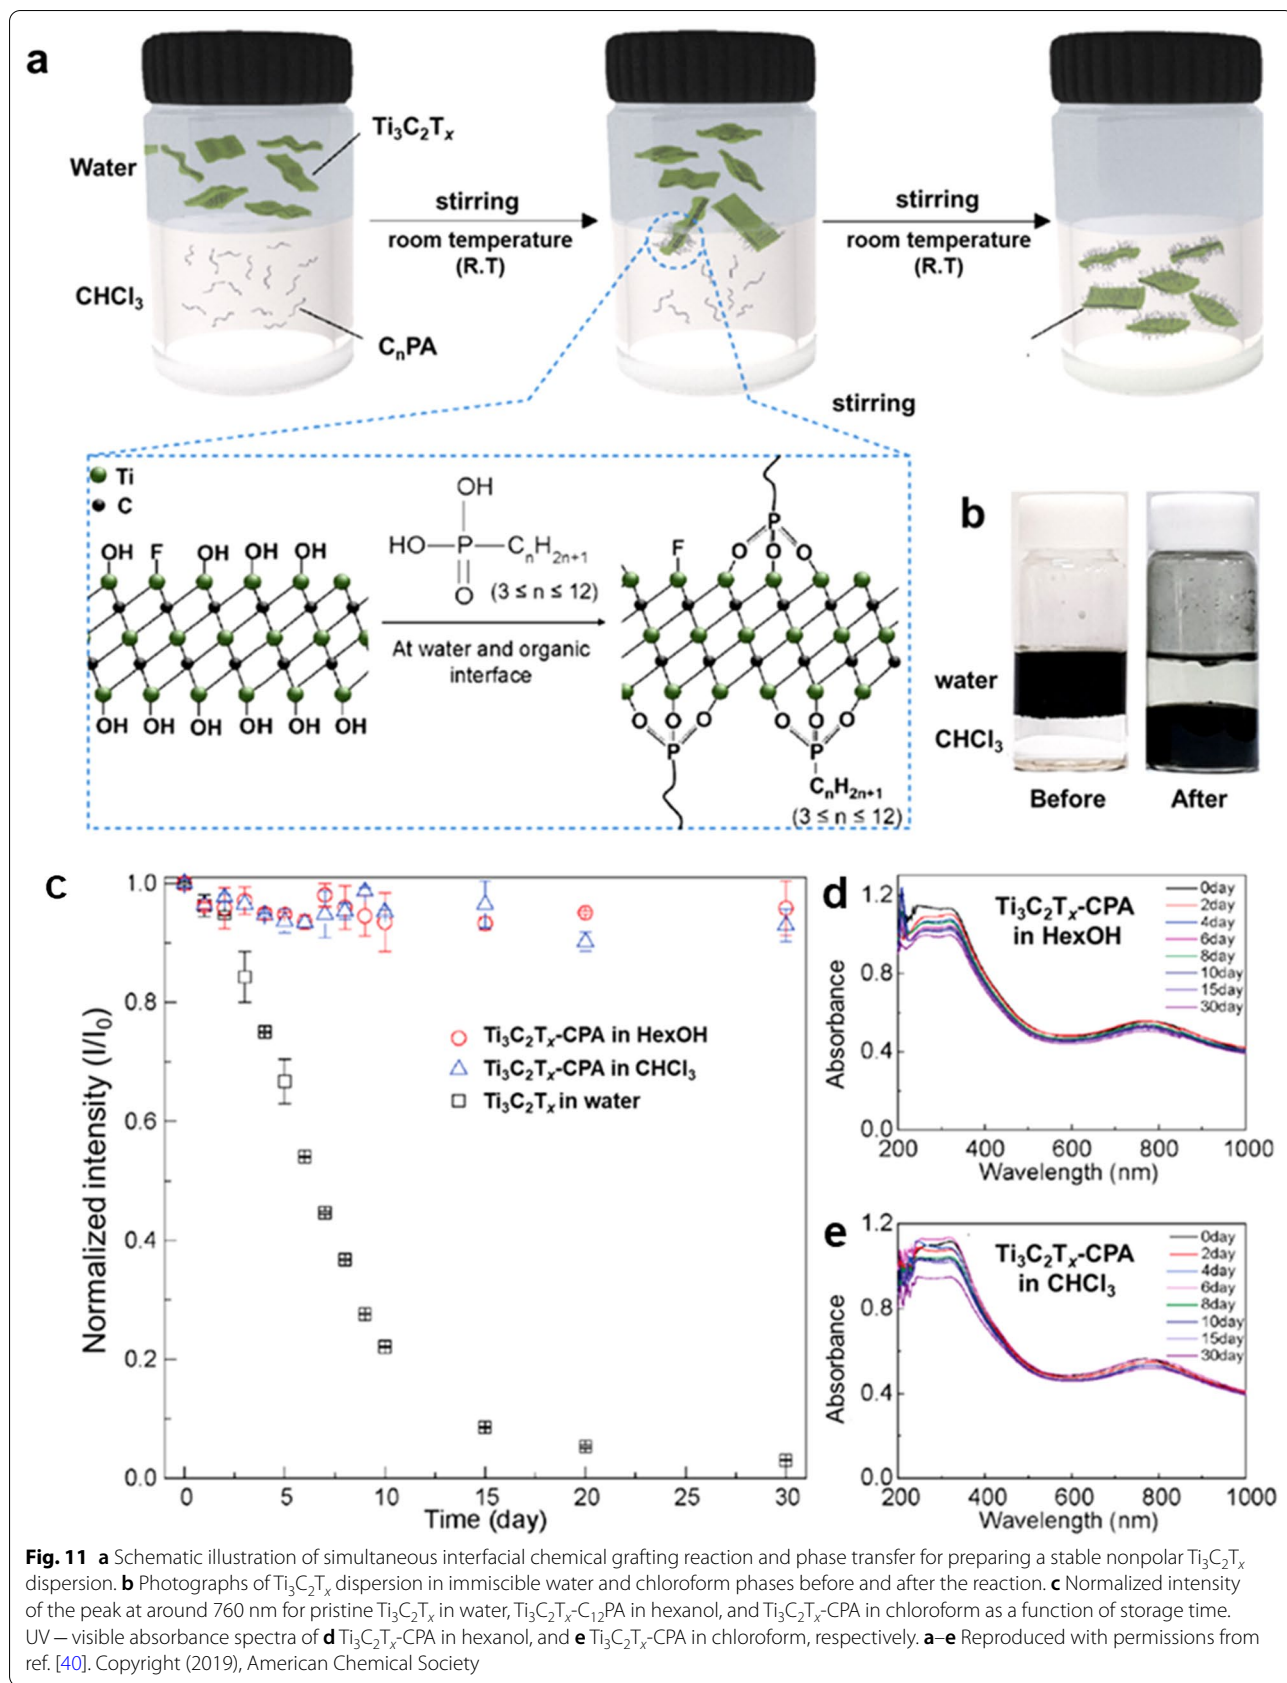 a
Water
Ti3C2Tx
CHCl3
CnPA
stirring
room temperature
(R.T)
stirring
room temperature
(R.T)
stirring
Ti
C
OH F OH OH OH
OH OH OH OH OH OH
OH
HO—P—CnH2n+1
O (3 ≤ n ≤ 12)
At water and organic
interface
P
O O O
F
O O O O O O
P P
CnH2n+1
(3 ≤ n ≤ 12)
b
water
CHCl3
Before After
c
Normalized intensity (I/I0)
1.0
0.8
0.6
0.4
0.2
0.0
Ti3C2Tx-CPA in HexOH
Ti3C2Tx-CPA in CHCl3
Ti3C2Tx in water
0 5 10 15 20 25 30
Time (day)
d
Absorbance
1.2
0.8
0.4
0.0
Ti3C2Tx-CPA
in HexOH
0day
2day
4day
6day
8day
10day
15day
30day
200 400 600 800 1000
Wavelength (nm)
e
Absorbance
1.2
0.8
0.4
0.0
Ti3C2Tx-CPA
in CHCl3
0day
2day
4day
6day
8day
10day
15day
30day
200 400 600 800 1000
Wavelength (nm)
Fig. 11 a Schematic illustration of simultaneous interfacial chemical grafting reaction and phase transfer for preparing a stable nonpolar Ti3C2Tx
dispersion. b Photographs of Ti3C2Tx dispersion in immiscible water and chloroform phases before and after the reaction. c Normalized intensity
of the peak at around 760 nm for pristine Ti3C2Tx in water, Ti3C2Tx-C12PA in hexanol, and Ti3C2Tx-CPA in chloroform as a function of storage time.
UV – visible absorbance spectra of d Ti3C2Tx-CPA in hexanol, and e Ti3C2Tx-CPA in chloroform, respectively. a–e Reproduced with permissions from
ref. [40]. Copyright (2019), American Chemical Society